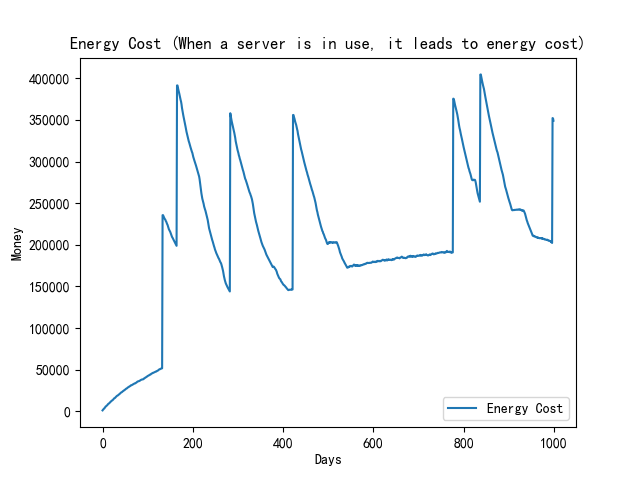 Energy Cost (When a server is in use, it leads to energy cost)
400000
350000
300000
250000
200000
150000
100000
50000
0
Money
0 200 400 600 800 1000
Days
Energy Cost